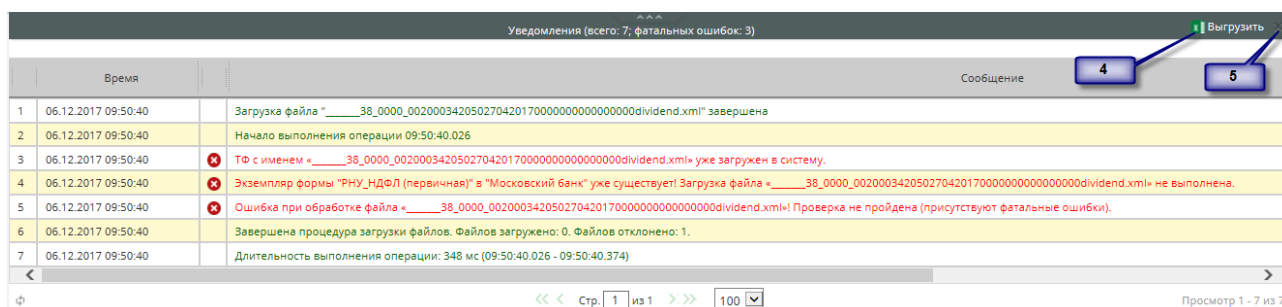 Уведомления (всего: 7; фатальных ошибок: 3) Выгрузить
4
5
Время Сообщение
1 06.12.2017 09:50:40 Загрузка файла "______38_0000_00200034205027042017000000000000000dividend.xml" завершена
2 06.12.2017 09:50:40 Начало выполнения операции 09:50:40.026
3 06.12.2017 09:50:40 ТФ с именем «______38_0000_00200034205027042017000000000000000dividend.xml» уже загружен в систему.
4 06.12.2017 09:50:40 Экземпляр формы "РНУ_НДФЛ (первичная)" в "Московский банк" уже существует! Загрузка файла «______38_0000_00200034205027042017000000000000000dividend.xml» не выполнена.
5 06.12.2017 09:50:40 Ошибка при обработке файла «______38_0000_00200034205027042017000000000000000dividend.xml»! Проверка не пройдена (присутствуют фатальные ошибки).
6 06.12.2017 09:50:40 Завершена процедура загрузки файлов. Файлов загружено: 0. Файлов отклонено: 1.
7 06.12.2017 09:50:40 Длительность выполнения операции: 348 мс (09:50:40.026 - 09:50:40.374)
Стр. 1 из 1 100 Просмотр 1 - 7 из